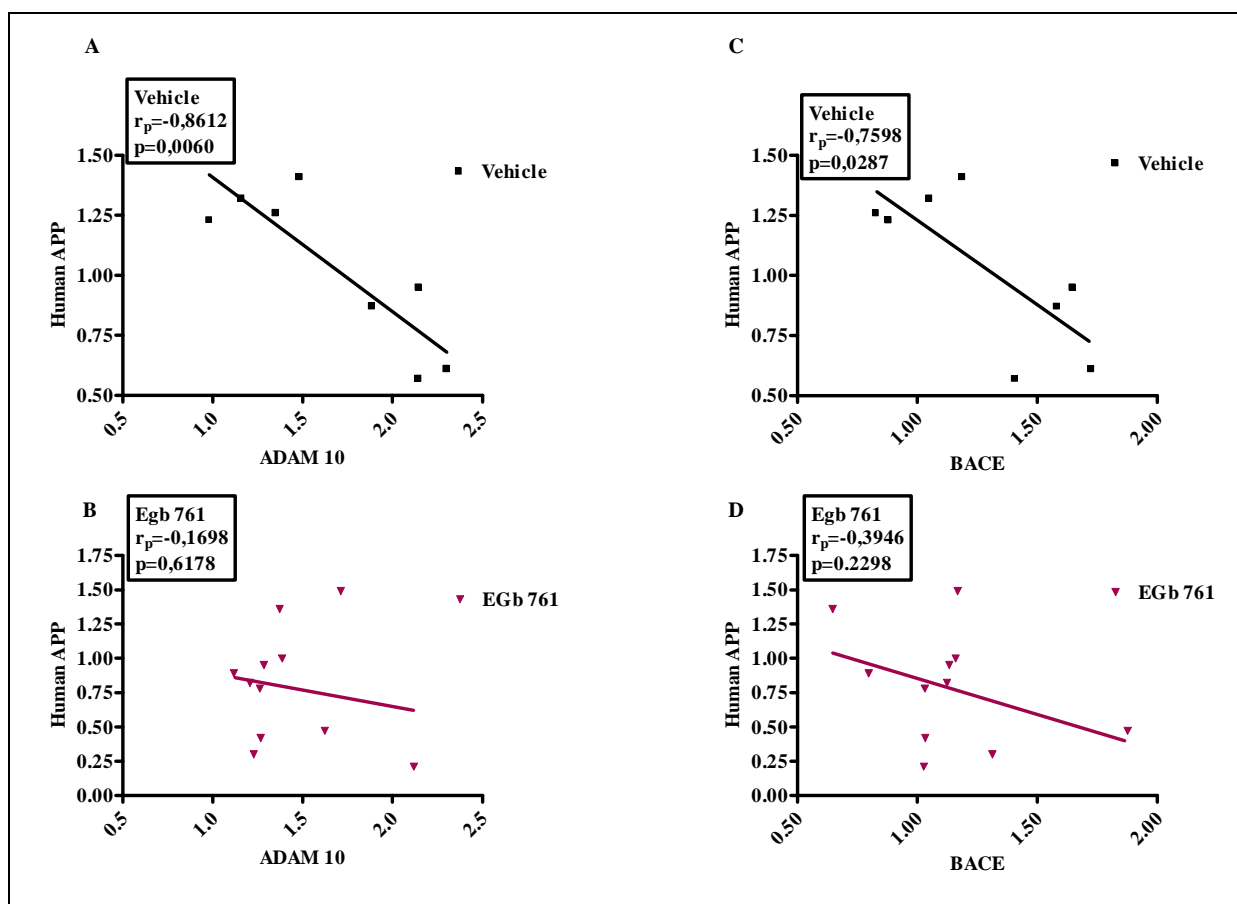 A
Vehicle
rp=-0,8612
p=0,0060
Vehicle
Human APP
1.50
1.25
1.00
0.75
0.50
0.5
1.0
1.5
2.0
2.5
ADAM 10
C
Vehicle
rp=-0,7598
p=0,0287
Vehicle
Human APP
1.50
1.25
1.00
0.75
0.50
0.50
1.00
1.50
2.00
BACE
B
Egb 761
rp=-0,1698
p=0,6178
EGb 761
Human APP
1.75
1.50
1.25
1.00
0.75
0.50
0.25
0.00
0.5
1.0
1.5
2.0
2.5
ADAM 10
D
Egb 761
rp=-0,3946
p=0.2298
EGb 761
Human APP
1.75
1.50
1.25
1.00
0.75
0.50
0.25
0.00
0.50
1.00
1.50
2.00
BACE